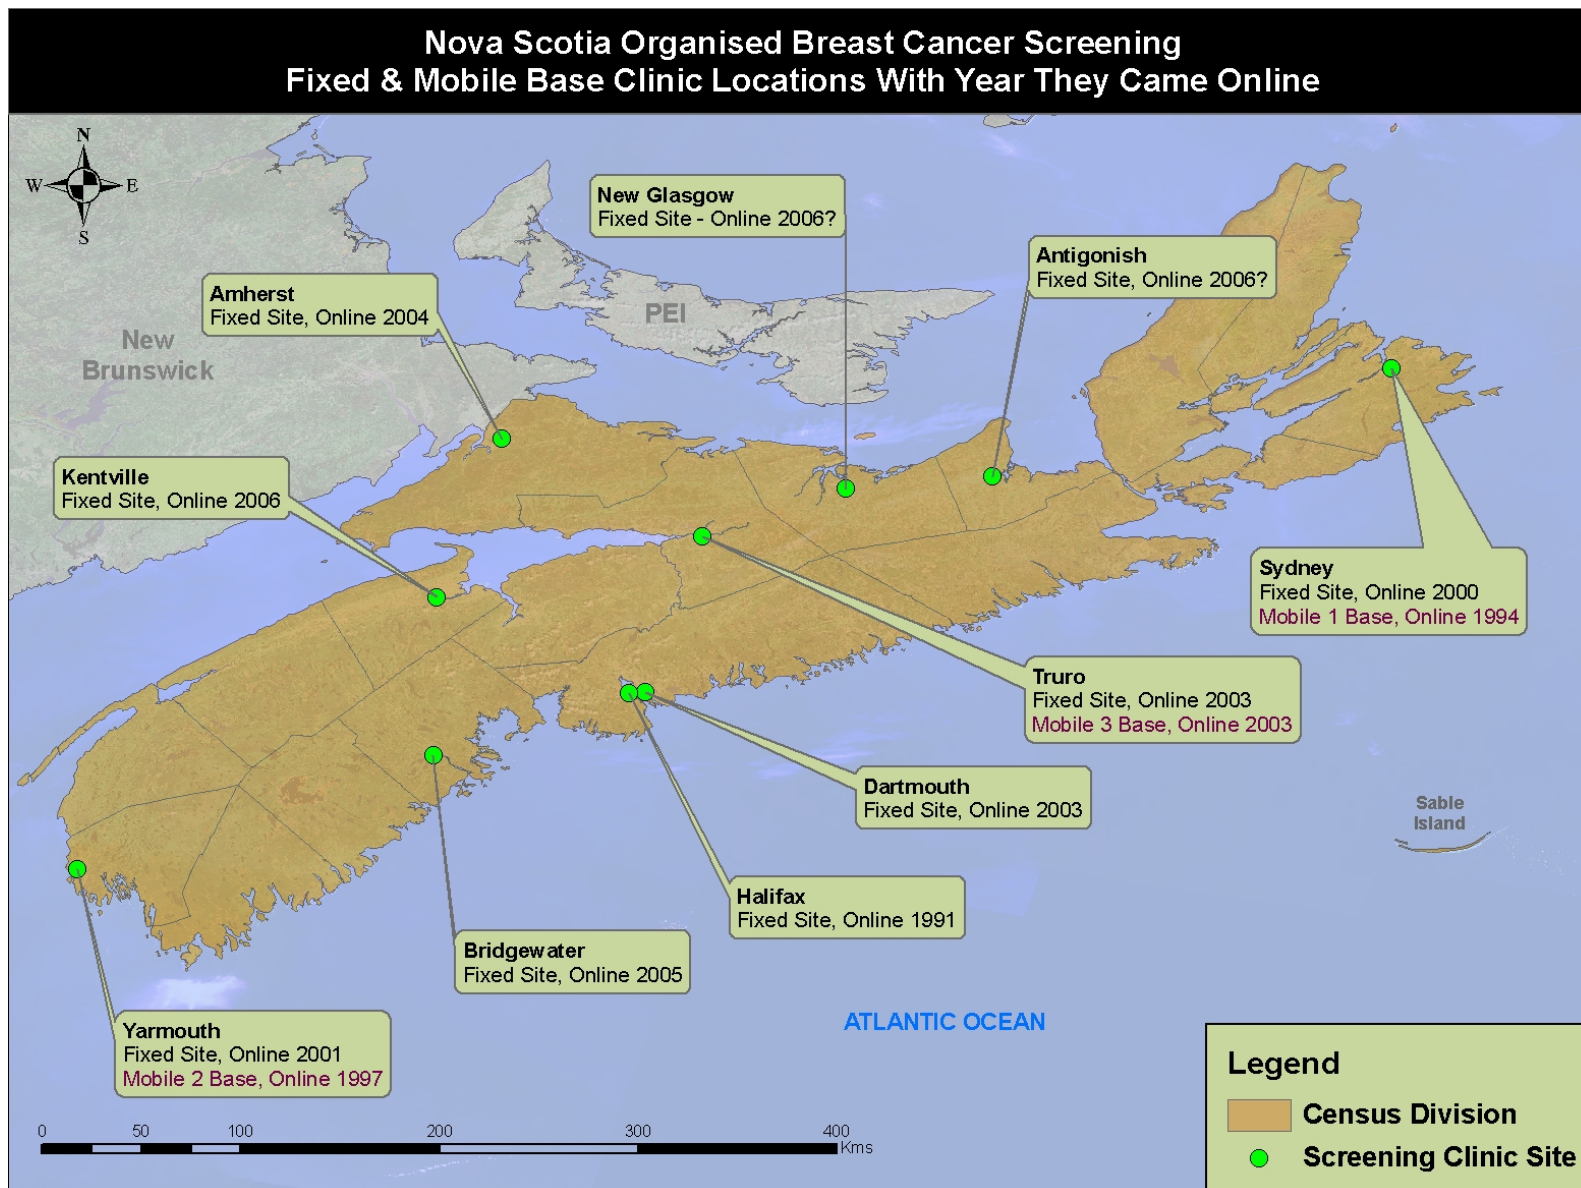 Nova Scotia Organised Breast Cancer Screening
Fixed & Mobile Base Clinic Locations With Year They Came Online
N
W
E
S
New Glasgow
Fixed Site - Online 2006?
Antigonish
Fixed Site, Online 2006?
Amherst
Fixed Site, Online 2004
PEI
New
Brunswick
Kentville
Fixed Site, Online 2006
Sydney
Fixed Site, Online 2000
Mobile 1 Base, Online 1994
Truro
Fixed Site, Online 2003
Mobile 3 Base, Online 2003
Dartmouth
Fixed Site, Online 2003
Sable
Island
Halifax
Fixed Site, Online 1991
Bridgewater
Fixed Site, Online 2005
ATLANTIC OCEAN
Yarmouth
Fixed Site, Online 2001
Mobile 2 Base, Online 1997
0 50 100 200 300 400
Kms
Legend
Census Division
Screening Clinic Site